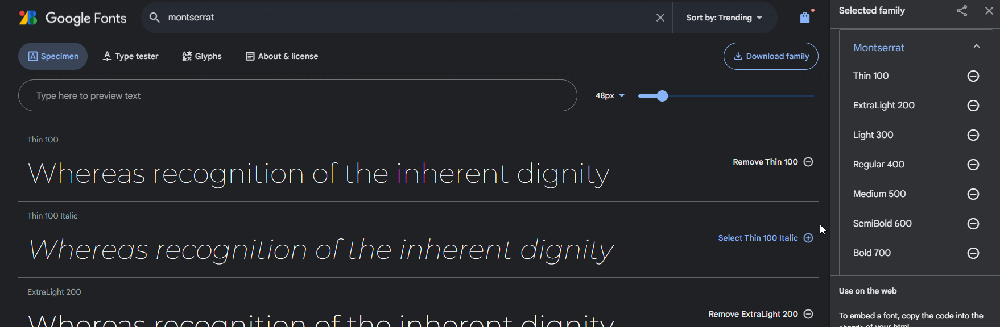 Google Fonts
montserrat
Sort by: Trending
Specimen
Type tester
Glyphs
About & license
Download family
Type here to preview text
48px
Thin 100
Whereas recognition of the inherent dignity
Remove Thin 100
Thin 100 Italic
Whereas recognition of the inherent dignity
Select Thin 100 Italic
ExtraLight 200
Whereas recognition of the inherent dignity
Remove ExtraLight 200
Selected family
Montserrat
Thin 100
ExtraLight 200
Light 300
Regular 400
Medium 500
SemiBold 600
Bold 700
Use on the web
To embed a font, copy the code into the
<head> of your html